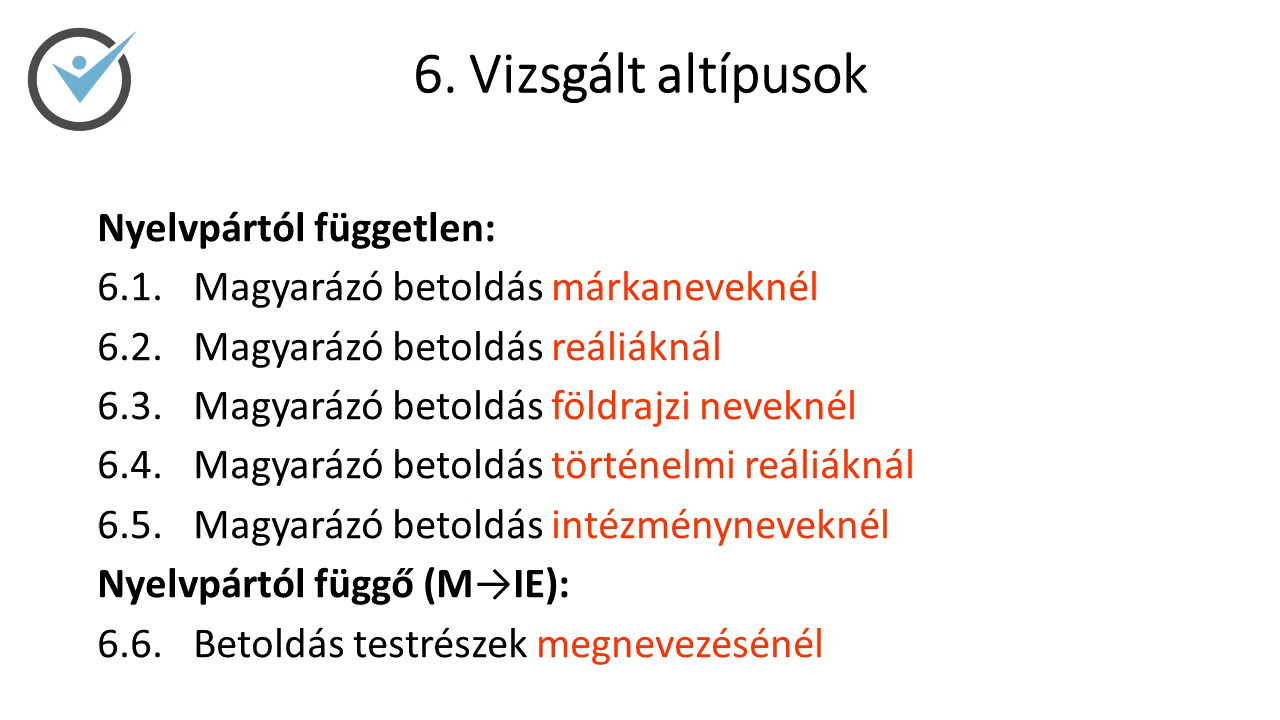 6. Vizsgált altípusok
Nyelvpártól független:
6.1. Magyarázó betoldás márkaneveknél
6.2. Magyarázó betoldás reáliáknál
6.3. Magyarázó betoldás földrajzi neveknél
6.4. Magyarázó betoldás történelmi reáliáknál
6.5. Magyarázó betoldás intézményneveknél
Nyelvpártól függő (M→IE):
6.6. Betoldás testrészek megnevezésénél